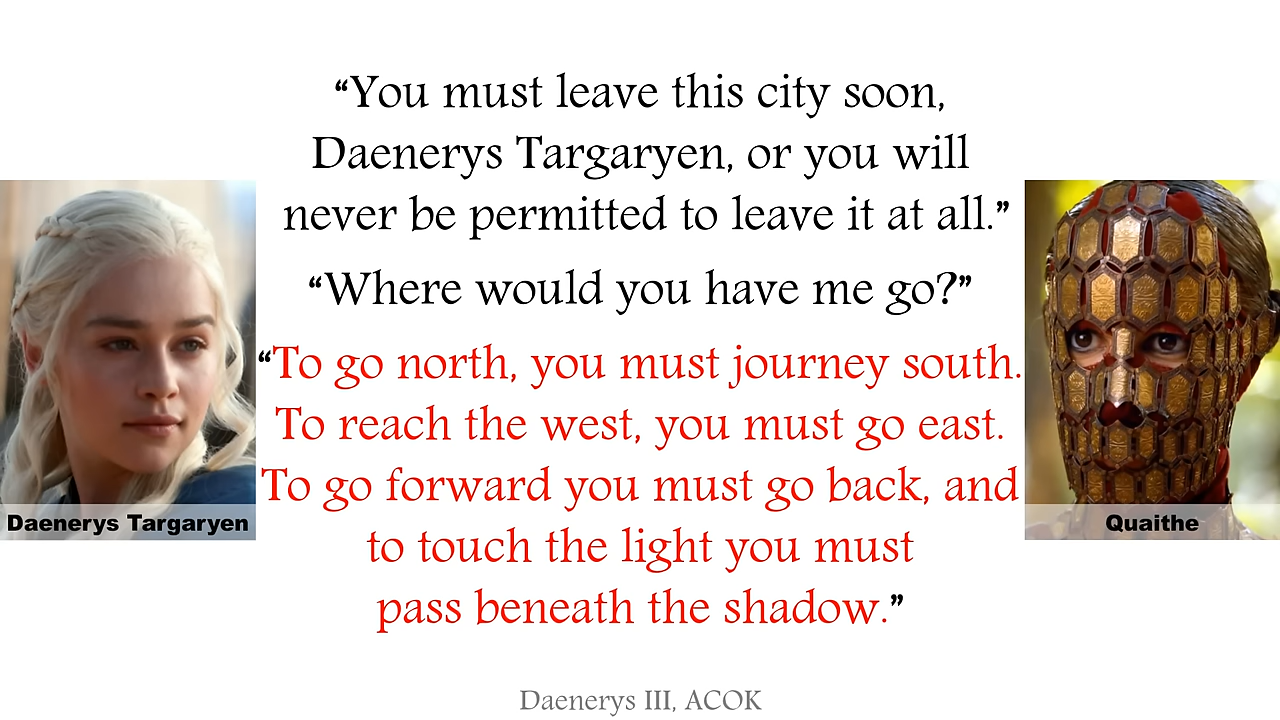 “You must leave this city soon,
Daenerys Targaryen, or you will
never be permitted to leave it at all.”
“Where would you have me go?”
“To go north, you must journey south.
To reach the west, you must go east.
To go forward you must go back, and
to touch the light you must
pass beneath the shadow.”
Daenerys Targaryen
Quaithe
Daenerys III, ACOK